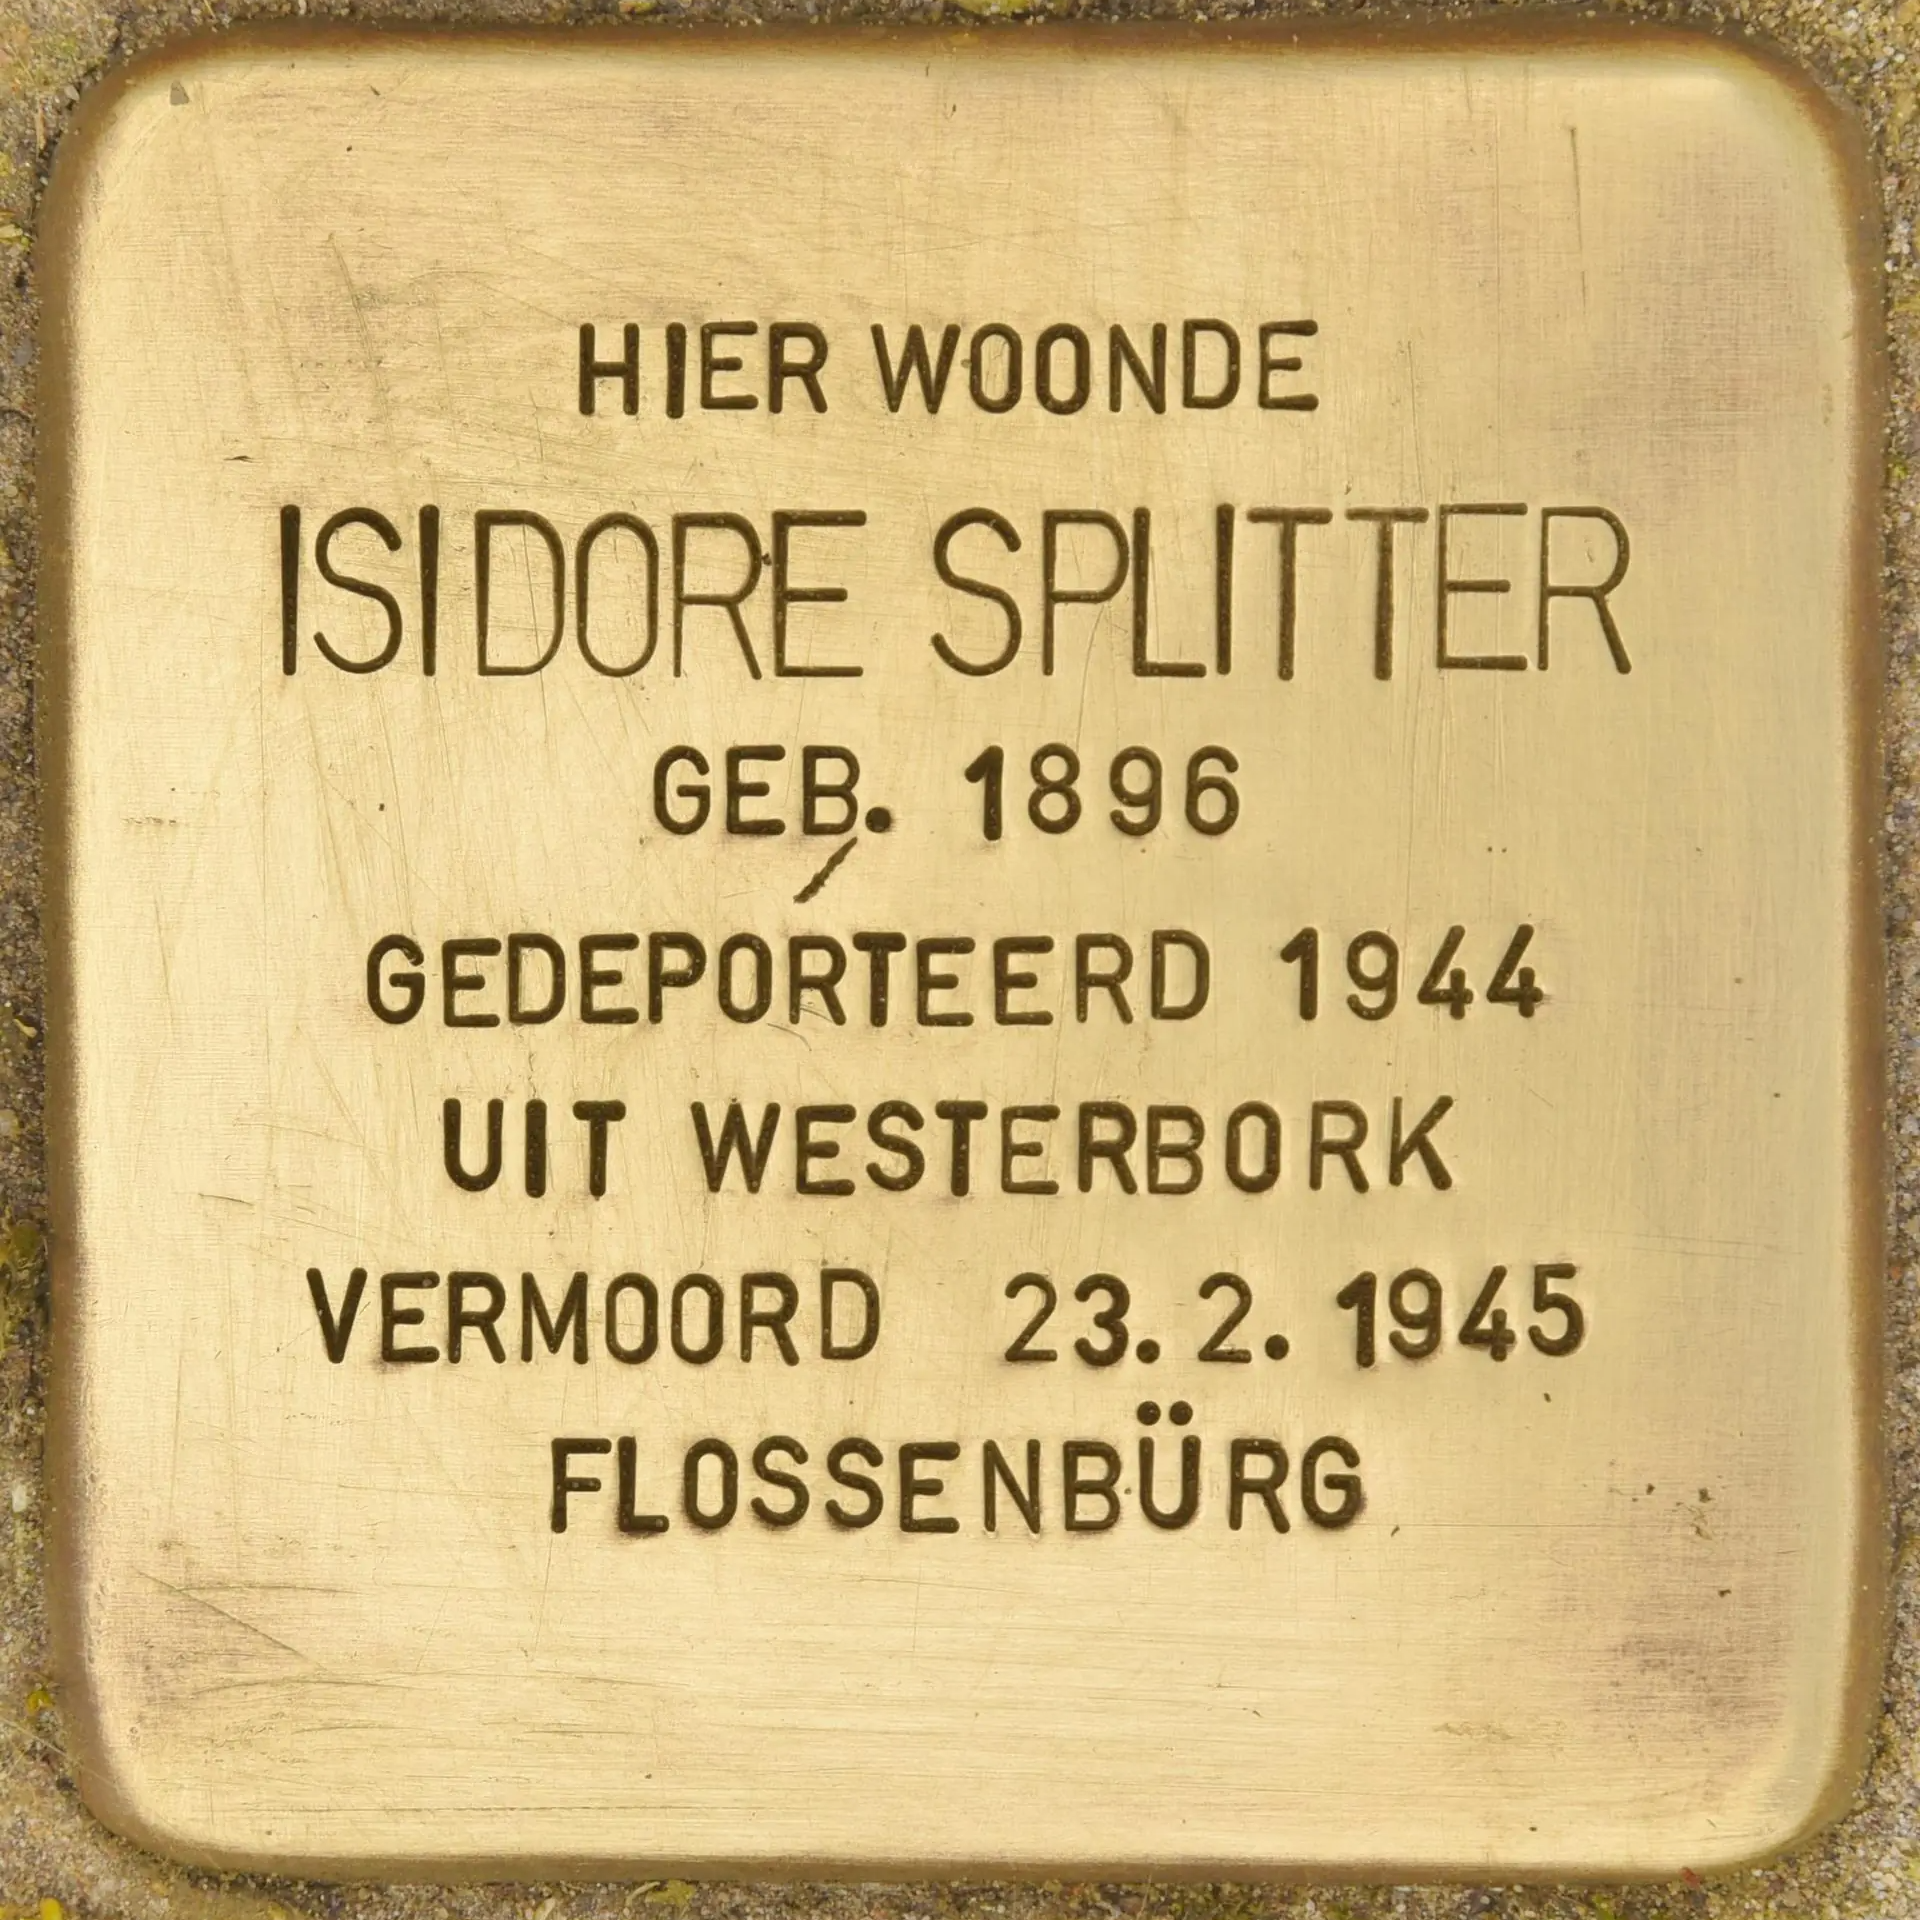 HIER WOONDE
ISIDORE SPLITTER
GEB. 1896
GEDEPORTEERD 1944
UIT WESTERBORK
VERMOORD 23.2.1945
FLOSSENBÜRG